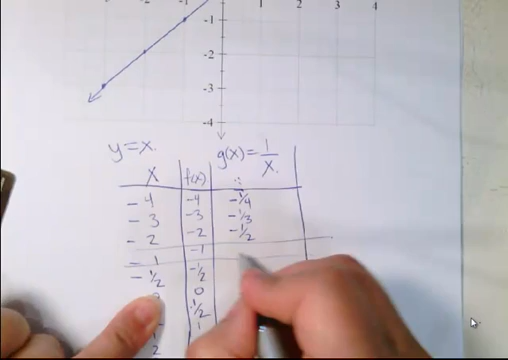 -1 1 2 3 4
-1
-2
-3
-4
y=x. g(x)=1/x.
x f(x)
-4 -4 -1/4
-3 -3 -1/3
-2 -2 -1/2
-1 -1
-1/2 -1/2
0
1/2
1
2